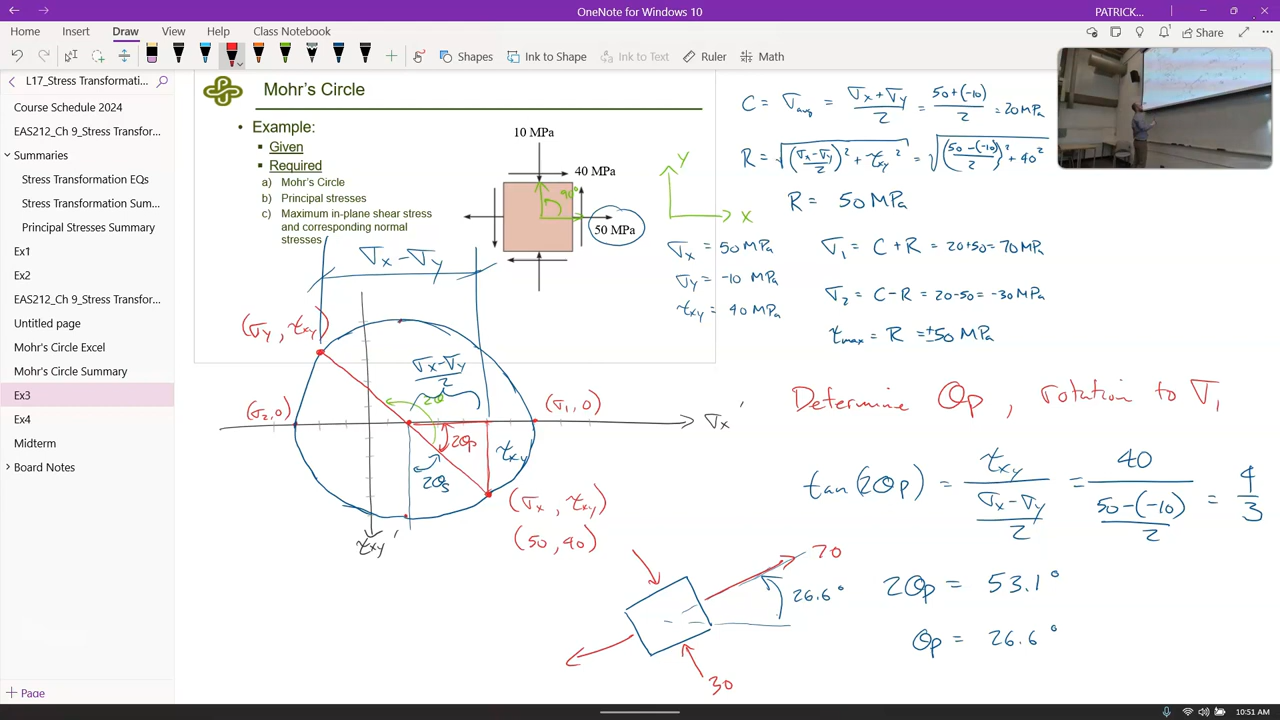 OneNote for Windows 10
PATRICK...
Home Insert Draw View Help Class Notebook
Share
Shapes Ink to Shape Ink to Text Ruler Math
L17_Stress Transformati...
Course Schedule 2024
EAS212_Ch 9_Stress Transfor...
Summaries
Stress Transformation EQs
Stress Transformation Sum...
Principal Stresses Summary
Ex1
Ex2
EAS212_Ch 9_Stress Transfo...
Untitled page
Mohr's Circle Excel
Mohr's Circle Summary
Ex3
Ex4
Midterm
Board Notes
Page
Mohr's Circle
• Example:
▪ Given
▪ Required
a) Mohr's Circle
b) Principal stresses
c) Maximum in-plane shear stress
and corresponding normal
stresses
10 MPa
40 MPa
90°
50 MPa
Y
X
σx = 50 MPa
σy = -10 MPa
τxy = 40 MPa
C = σavg = (σx + σy)/2 = (50+(-10))/2 = 20 MPa
R = √((σx-σy)/2)² + τxy² = √((50-(-10))/2)² + 40²
R = 50 MPa
σ1 = C + R = 20+50 = 70 MPa
σ2 = C - R = 20-50 = -30 MPa
τmax = R = ±50 MPa
σx - σy
(σy, τxy)
(σx-σy)/2
2θ
(σ2, 0)
(σ1, 0)
σx'
2θp
τxy
2θs
(σx, τxy)
(50, 40)
τxy'
Determine θp, rotation to σ1
tan(2θp) = τxy/((σx-σy)/2) = 40/((50-(-10))/2) = 4/3
2θp = 53.1°
θp = 26.6°
70
26.6°
30
10:51 AM